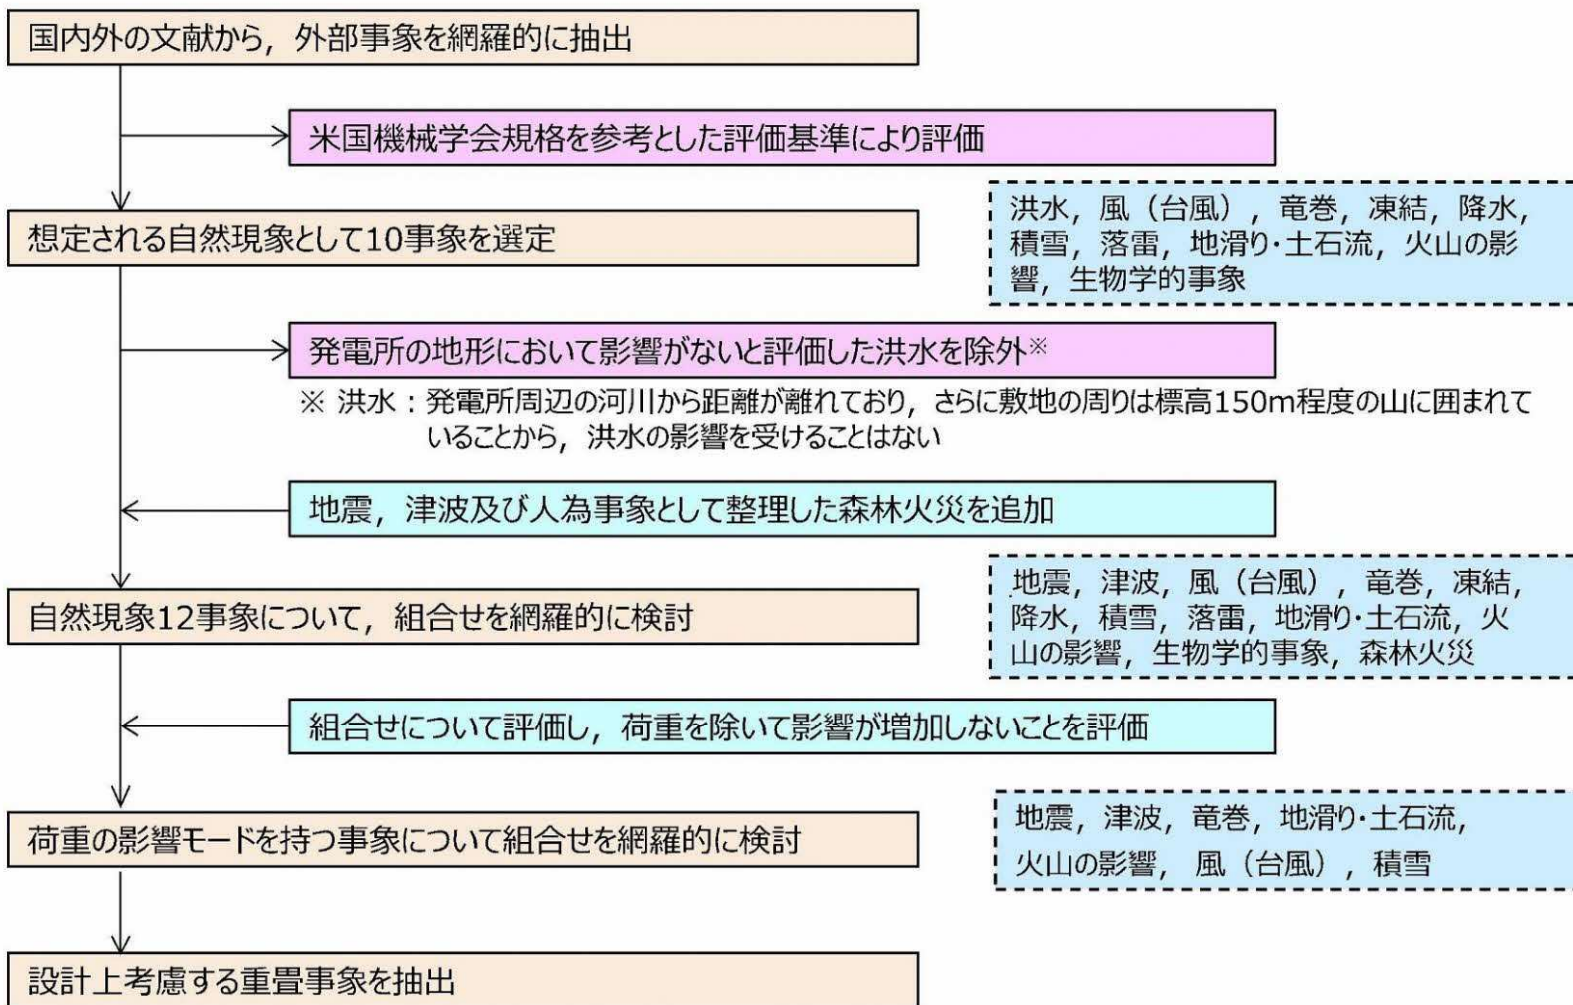 国内外の文献から，外部事象を網羅的に抽出
米国機械学会規格を参考とした評価基準により評価
想定される自然現象として10事象を選定
洪水，風（台風），竜巻，凍結，降水，
積雪，落雷，地滑り・土石流，火山の影
響，生物学的事象
発電所の地形において影響がないと評価した洪水を除外※
※ 洪水：発電所周辺の河川から距離が離れており，さらに敷地の周りは標高150m程度の山に囲まれて
いることから，洪水の影響を受けることはない
地震，津波及び人為事象として整理した森林火災を追加
自然現象12事象について，組合せを網羅的に検討
地震，津波，風（台風），竜巻，凍結，
降水，積雪，落雷，地滑り・土石流，火
山の影響，生物学的事象，森林火災
組合せについて評価し，荷重を除いて影響が増加しないことを評価
荷重の影響モードを持つ事象について組合せを網羅的に検討
地震，津波，竜巻，地滑り・土石流，
火山の影響，風（台風），積雪
設計上考慮する重畳事象を抽出